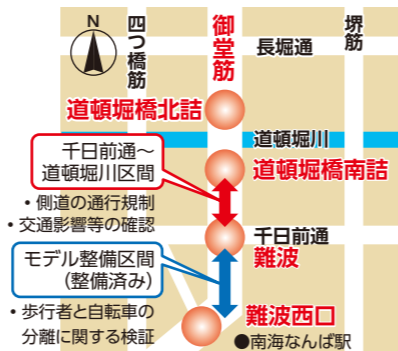 N
四つ橋筋
御堂筋
堺筋
長堀通
道頓堀橋北詰
道頓堀川
千日前通～
道頓堀川区間
道頓堀橋南詰
・側道の通行規制
・交通影響等の確認
千日前通
難波
モデル整備区間
(整備済み)
・歩行者と自転車の
分離に関する検証
難波西口
●南海なんば駅